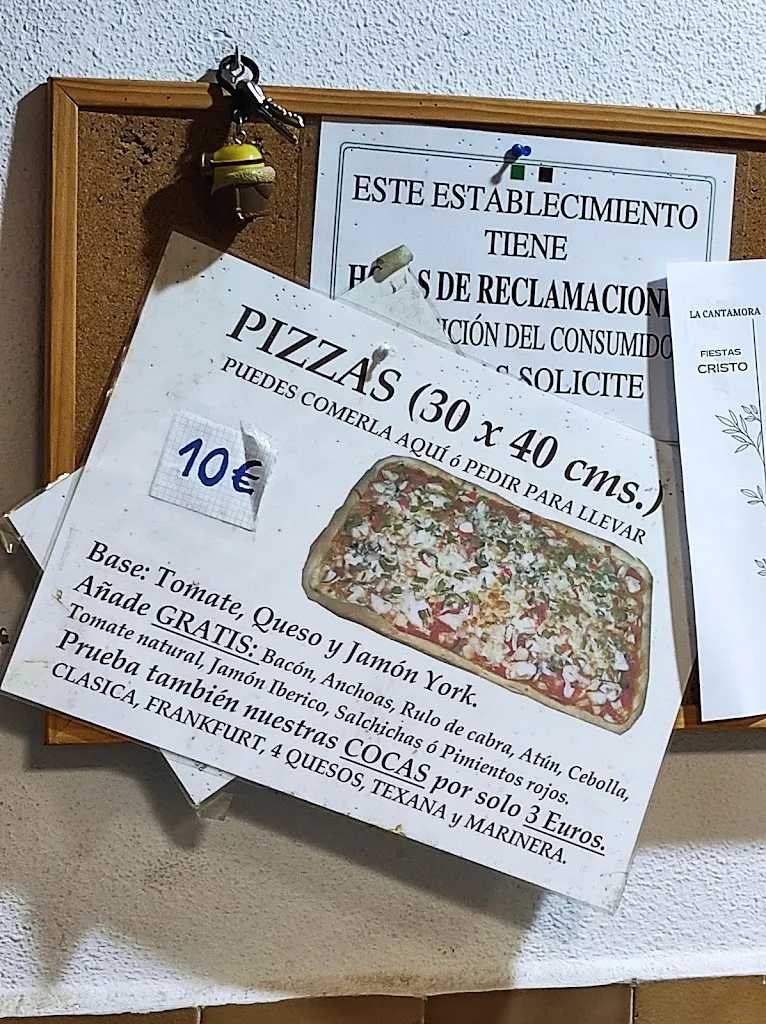 ESTE ESTABLECIMIENTO
TIENE
DE RECLAMACION
DEL CONSUMIDO
SOLICITE
LA CANTAMORA
FIESTAS
CRISTO
PIZZAS (30 x 40 cms.)
PUEDES COMERLA AQUÍ ó PEDIR PARA LLEVAR
10€
Base: Tomate, Queso y Jamón York.
Añade GRATIS: Bacón, Anchoas, Rulo de cabra, Atún, Cebolla,
Tomate natural, Jamón Iberico, Salchichas ó Pimientos rojos.
Prueba también nuestras COCAS por solo 3 Euros.
CLASICA, FRANKFURT, 4 QUESOS, TEXANA y MARINERA.